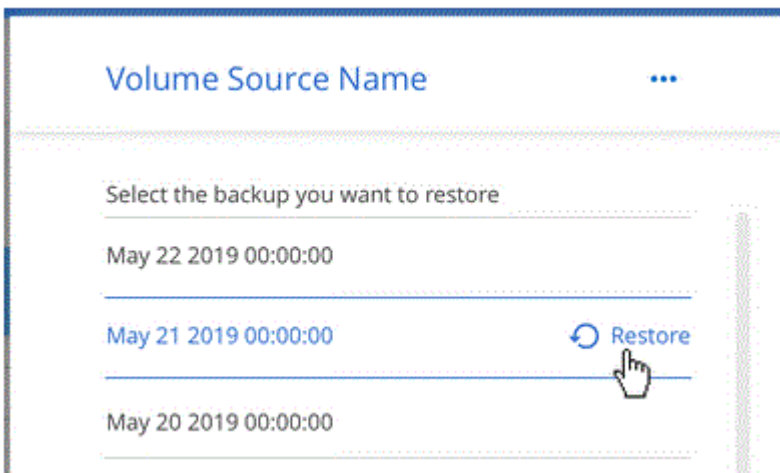 Volume Source Name
Select the backup you want to restore
May 22 2019 00:00:00
May 21 2019 00:00:00 Restore
May 20 2019 00:00:00